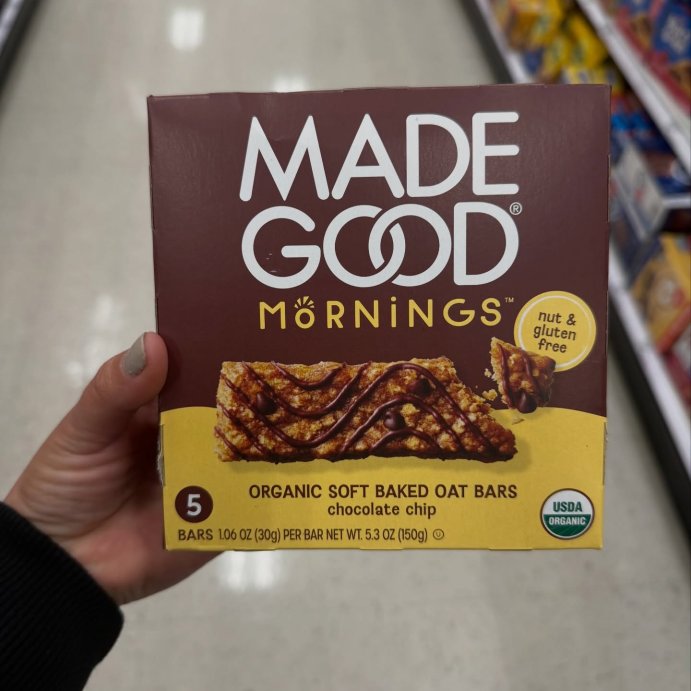 MADE
GOOD®
MöRNiNGS™
nut &
gluten
free
ORGANIC SOFT BAKED OAT BARS
chocolate chip
5
BARS 1.06 OZ (30g) PER BAR NET WT. 5.3 OZ (150g) Ⓤ
USDA
ORGANIC